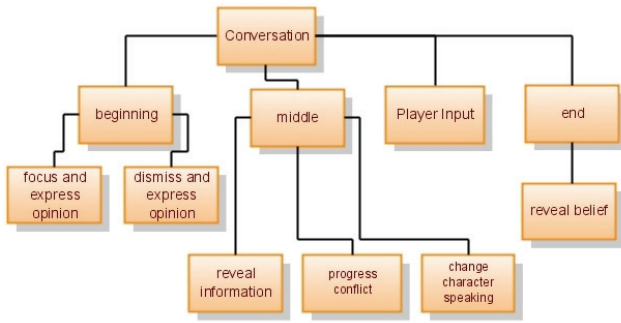 Conversation
beginning
middle
Player Input
end
focus and
express
opinion
dismiss and
express
opinion
reveal belief
reveal
information
progress
conflict
change
character
speaking